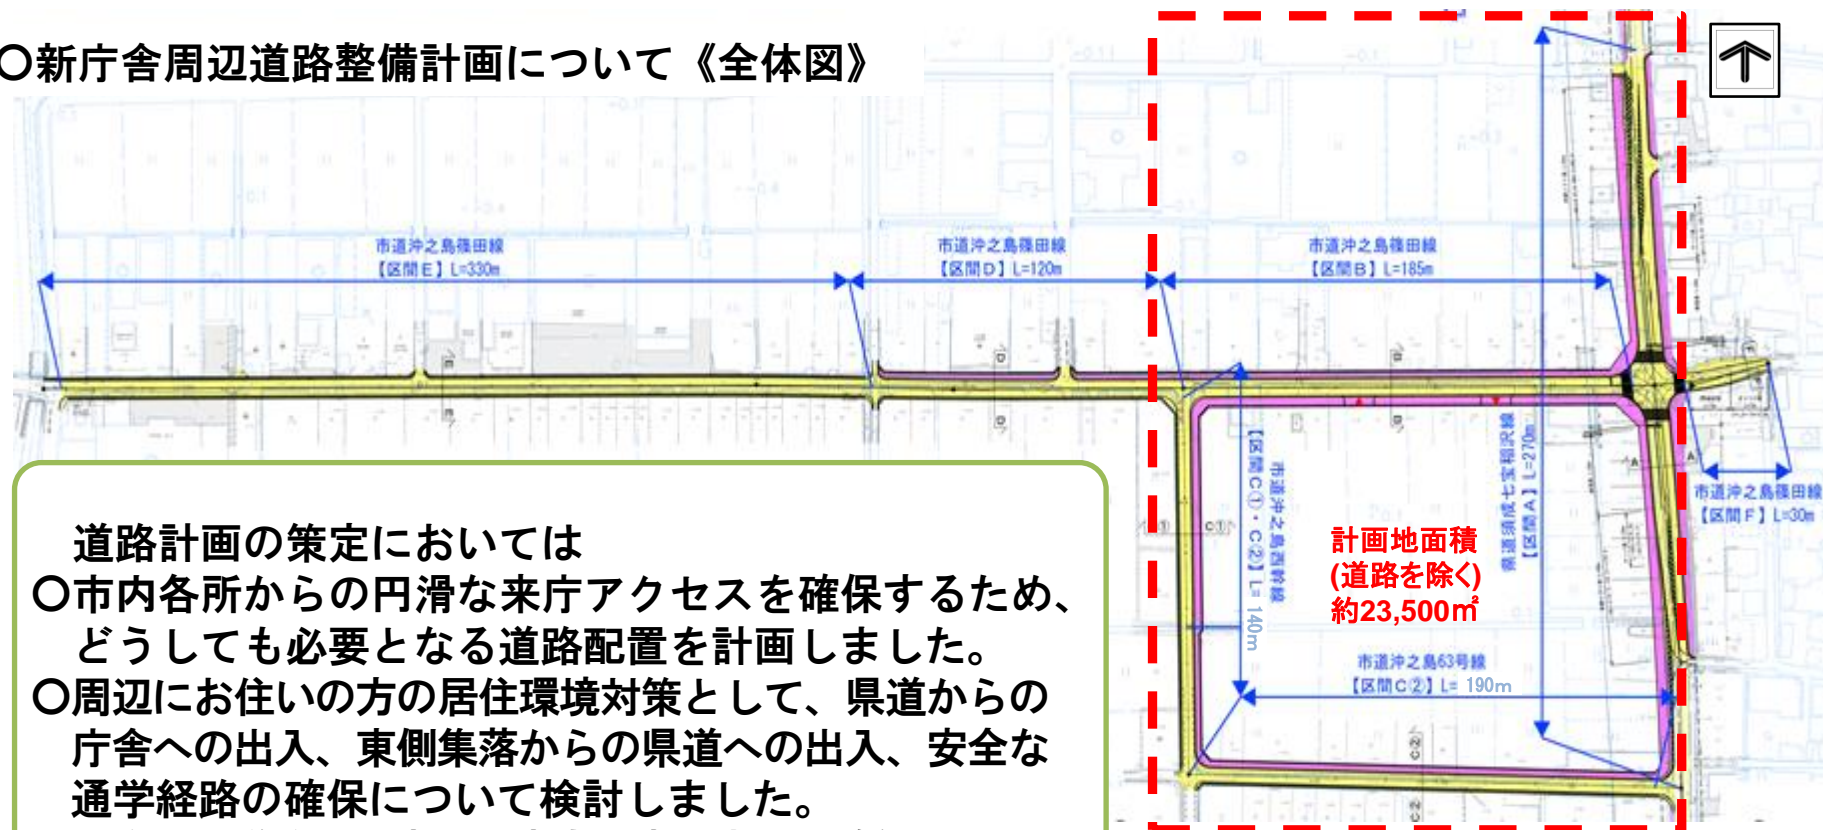 ○新庁舎周辺道路整備計画について《全体図》
市道沖之島篠田線
【区間E】L=330m
市道沖之島篠田線
【区間D】L=120m
市道沖之島篠田線
【区間B】L=185m
県道須成七宝稲沢線
【区間A】L=270m
市道沖之島篠田線
【区間F】L=30m
市道沖之島西幹線
【区間C①・C②】L= 140m
計画地面積
(道路を除く)
約23,500㎡
市道沖之島63号線
【区間C②】L= 190m
道路計画の策定においては
○市内各所からの円滑な来庁アクセスを確保するため、
どうしても必要となる道路配置を計画しました。
○周辺にお住いの方の居住環境対策として、県道からの
庁舎への出入、東側集落からの県道への出入、安全な
通学経路の確保について検討しました。